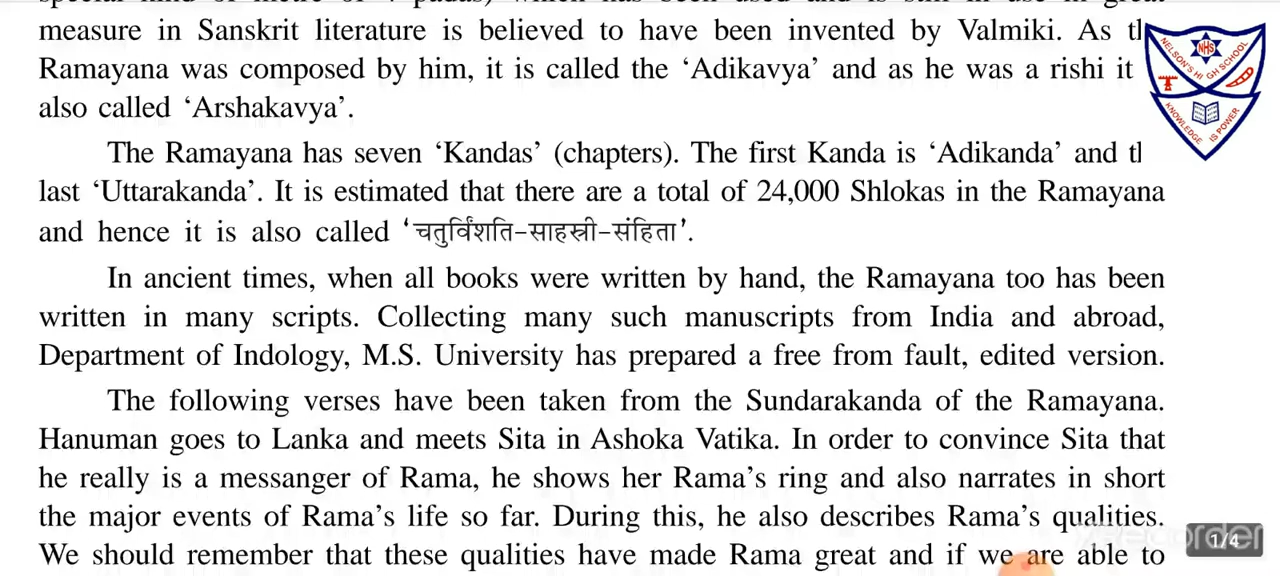 measure in Sanskrit literature is believed to have been invented by Valmiki. As
Ramayana was composed by him, it is called the ‘Adikavya’ and as he was a rishi it
also called ‘Arshakavya’.
The Ramayana has seven ‘Kandas’ (chapters). The first Kanda is ‘Adikanda’ and
last ‘Uttarakanda’. It is estimated that there are a total of 24,000 Shlokas in the Ramayana
and hence it is also called ‘चतुर्विंशति-साहस्री-संहिता’.
In ancient times, when all books were written by hand, the Ramayana too has been
written in many scripts. Collecting many such manuscripts from India and abroad,
Department of Indology, M.S. University has prepared a free from fault, edited version.
The following verses have been taken from the Sundarakanda of the Ramayana.
Hanuman goes to Lanka and meets Sita in Ashoka Vatika. In order to convince Sita that
he really is a messanger of Rama, he shows her Rama’s ring and also narrates in short
the major events of Rama’s life so far. During this, he also describes Rama’s qualities.
We should remember that these qualities have made Rama great and if we are able to
NELSON'S HIGH SCHOOL
NHS
KNOWLEDGE IS POWER
1/4